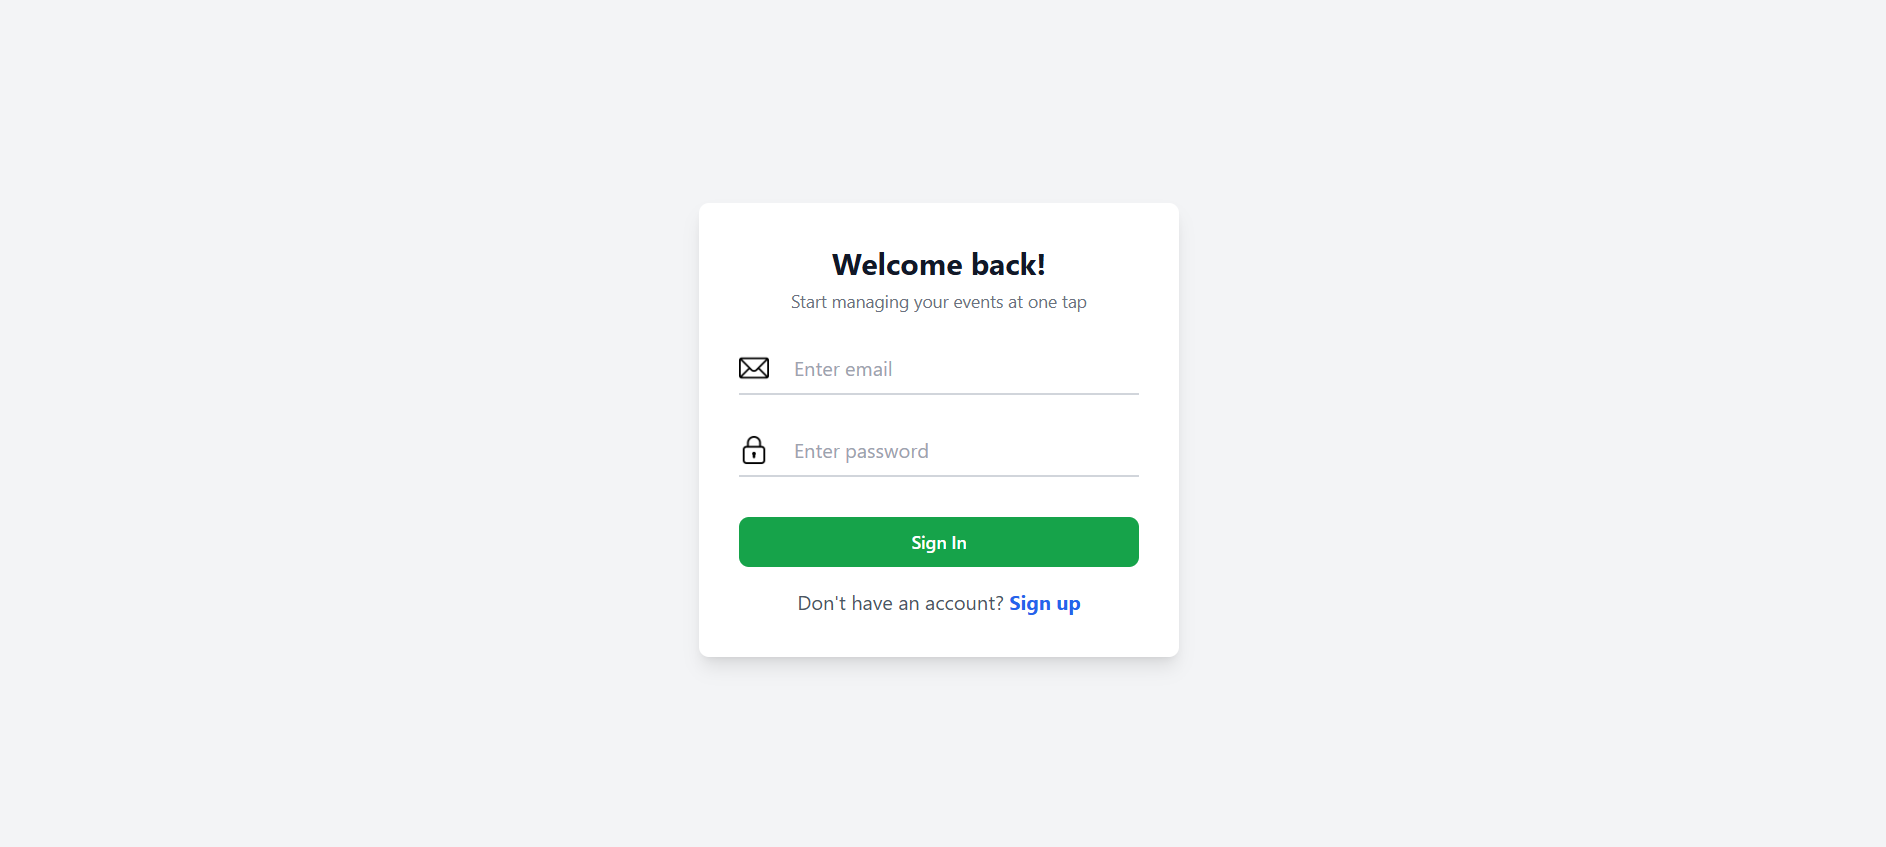 Welcome back!
Start managing your events at one tap
Enter email
Enter password
Sign In
Don't have an account? Sign up